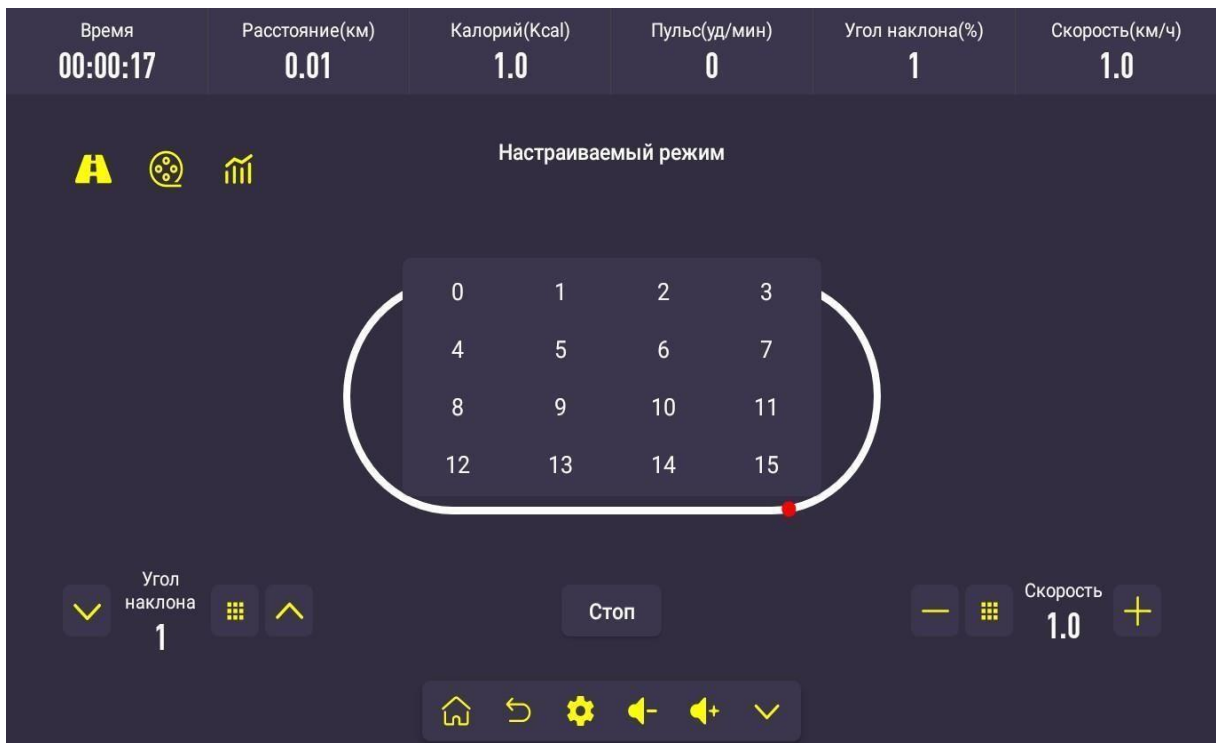 Время Расстояние(км) Калорий(Kcal) Пульс(уд/мин) Угол наклона(%) Скорость(км/ч)
00:00:17 0.01 1.0 0 1 1.0
Настраиваемый режим
0 1 2 3
4 5 6 7
8 9 10 11
12 13 14 15
Угол
наклона
1
Стоп
Скорость
1.0